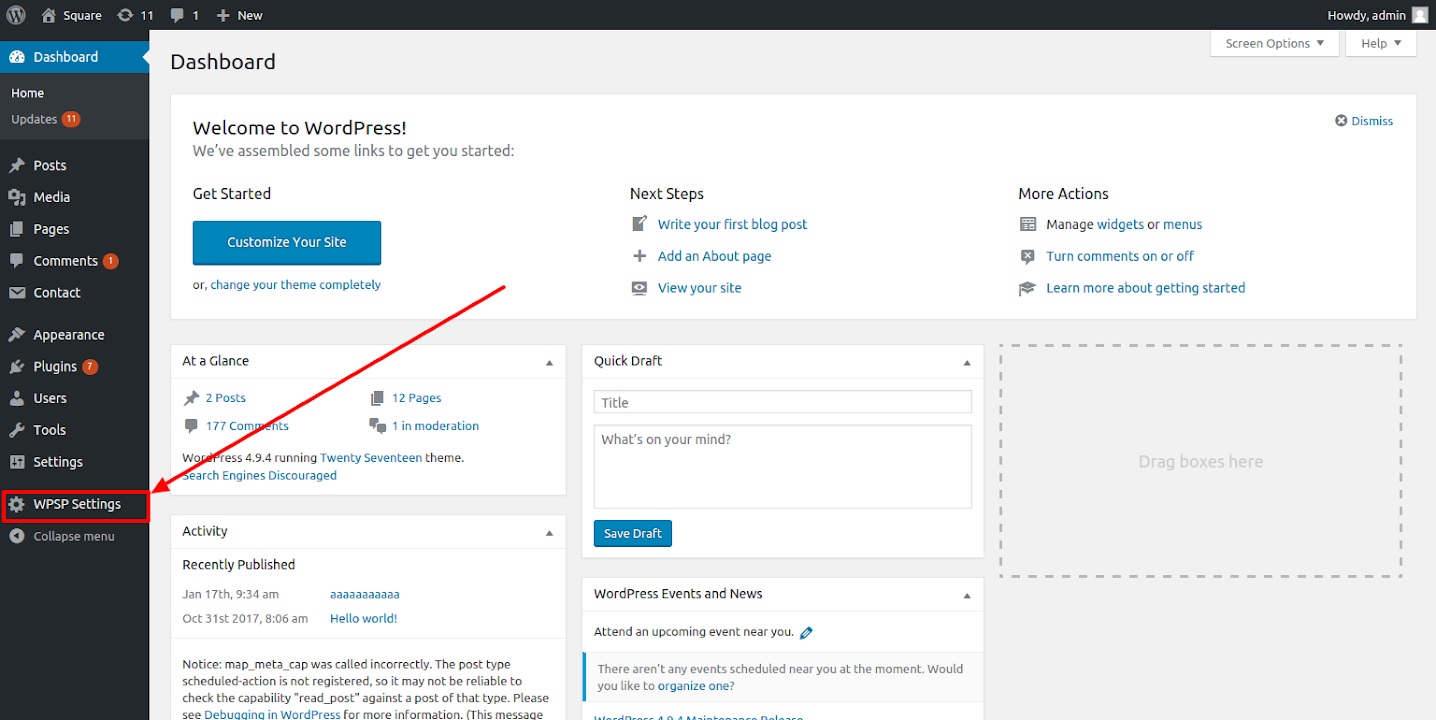 Square
11
1
New
Howdy, admin
Dashboard
Home
Updates 11
Posts
Media
Pages
Comments 1
Contact
Appearance
Plugins 7
Users
Tools
Settings
WPSP Settings
Collapse menu
Dashboard
Screen Options
Help
Welcome to WordPress!
We've assembled some links to get you started:
Dismiss
Get Started
Customize Your Site
or, change your theme completely
Next Steps
Write your first blog post
Add an About page
View your site
More Actions
Manage widgets or menus
Turn comments on or off
Learn more about getting started
At a Glance
2 Posts
12 Pages
177 Comments
1 in moderation
WordPress 4.9.4 running Twenty Seventeen theme.
Search Engines Discouraged
Activity
Recently Published
Jan 17th, 9:34 am aaaaaaaaaaa
Oct 31st 2017, 8:06 am Hello world!
Notice: map_meta_cap was called incorrectly. The post type
scheduled-action is not registered, so it may not be reliable to
check the capability "read_post" against a post of that type. Please
see Debugging in WordPress for more information. (This message
Quick Draft
Title
What's on your mind?
Save Draft
WordPress Events and News
Attend an upcoming event near you.
There aren't any events scheduled near you at the moment. Would
you like to organize one?
WordPress 4.9.4 Maintenance Release
Drag boxes here